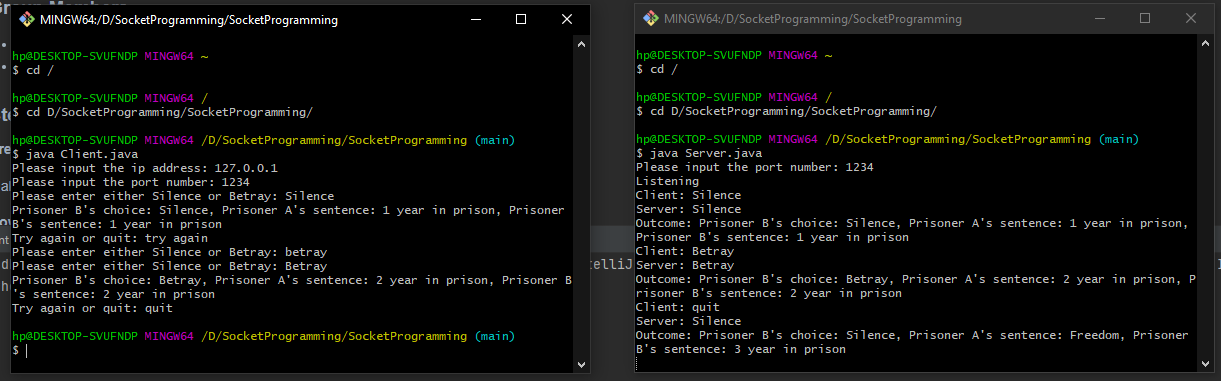 MINGW64:/D/SocketProgramming/SocketProgramming
hp@DESKTOP-SVUFNDP MINGW64 ~
$ cd /
hp@DESKTOP-SVUFNDP MINGW64 /
$ cd D/SocketProgramming/SocketProgramming/
hp@DESKTOP-SVUFNDP MINGW64 /D/SocketProgramming/SocketProgramming (main)
$ java Client.java
Please input the ip address: 127.0.0.1
Please input the port number: 1234
Please enter either Silence or Betray: Silence
Prisoner B's choice: Silence, Prisoner A's sentence: 1 year in prison, Prisoner
B's sentence: 1 year in prison
Try again or quit: try again
Please enter either Silence or Betray: betray
Please enter either Silence or Betray: Betray
Prisoner B's choice: Betray, Prisoner A's sentence: 2 year in prison, Prisoner B
's sentence: 2 year in prison
Try again or quit: quit
hp@DESKTOP-SVUFNDP MINGW64 /D/SocketProgramming/SocketProgramming (main)
$
MINGW64:/D/SocketProgramming/SocketProgramming
hp@DESKTOP-SVUFNDP MINGW64 ~
$ cd /
hp@DESKTOP-SVUFNDP MINGW64 /
$ cd D/SocketProgramming/SocketProgramming/
hp@DESKTOP-SVUFNDP MINGW64 /D/SocketProgramming/SocketProgramming (main)
$ java Server.java
Please input the port number: 1234
Listening
Client: Silence
Server: Silence
Outcome: Prisoner B's choice: Silence, Prisoner A's sentence: 1 year in prison,
Prisoner B's sentence: 1 year in prison
Client: Betray
Server: Betray
Outcome: Prisoner B's choice: Betray, Prisoner A's sentence: 2 year in prison, P
risoner B's sentence: 2 year in prison
Client: quit
Server: Silence
Outcome: Prisoner B's choice: Silence, Prisoner A's sentence: Freedom, Prisoner
B's sentence: 3 year in prison